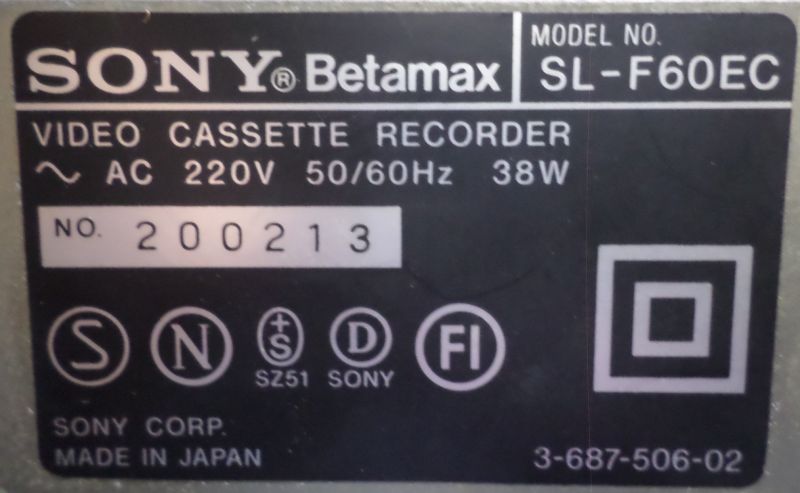 SONY® Betamax
MODEL NO.
SL-F60EC
VIDEO CASSETTE RECORDER
~ AC 220V 50/60Hz 38W
NO. 200213
S N +S D FI
SZ51 SONY
SONY CORP.
MADE IN JAPAN
3-687-506-02